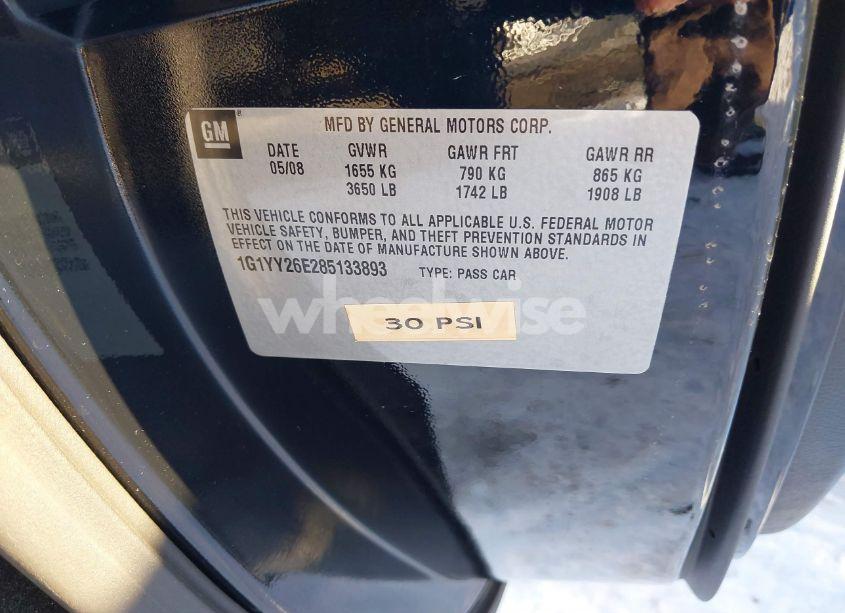 GM
MFD BY GENERAL MOTORS CORP.
DATE GVWR GAWR FRT GAWR RR
05/08 1655 KG 790 KG 865 KG
3650 LB 1742 LB 1908 LB
THIS VEHICLE CONFORMS TO ALL APPLICABLE U.S. FEDERAL MOTOR
VEHICLE SAFETY, BUMPER, AND THEFT PREVENTION STANDARDS IN
EFFECT ON THE DATE OF MANUFACTURE SHOWN ABOVE.
1G1YY26E285133893 TYPE: PASS CAR
wheelwise
30 PSI